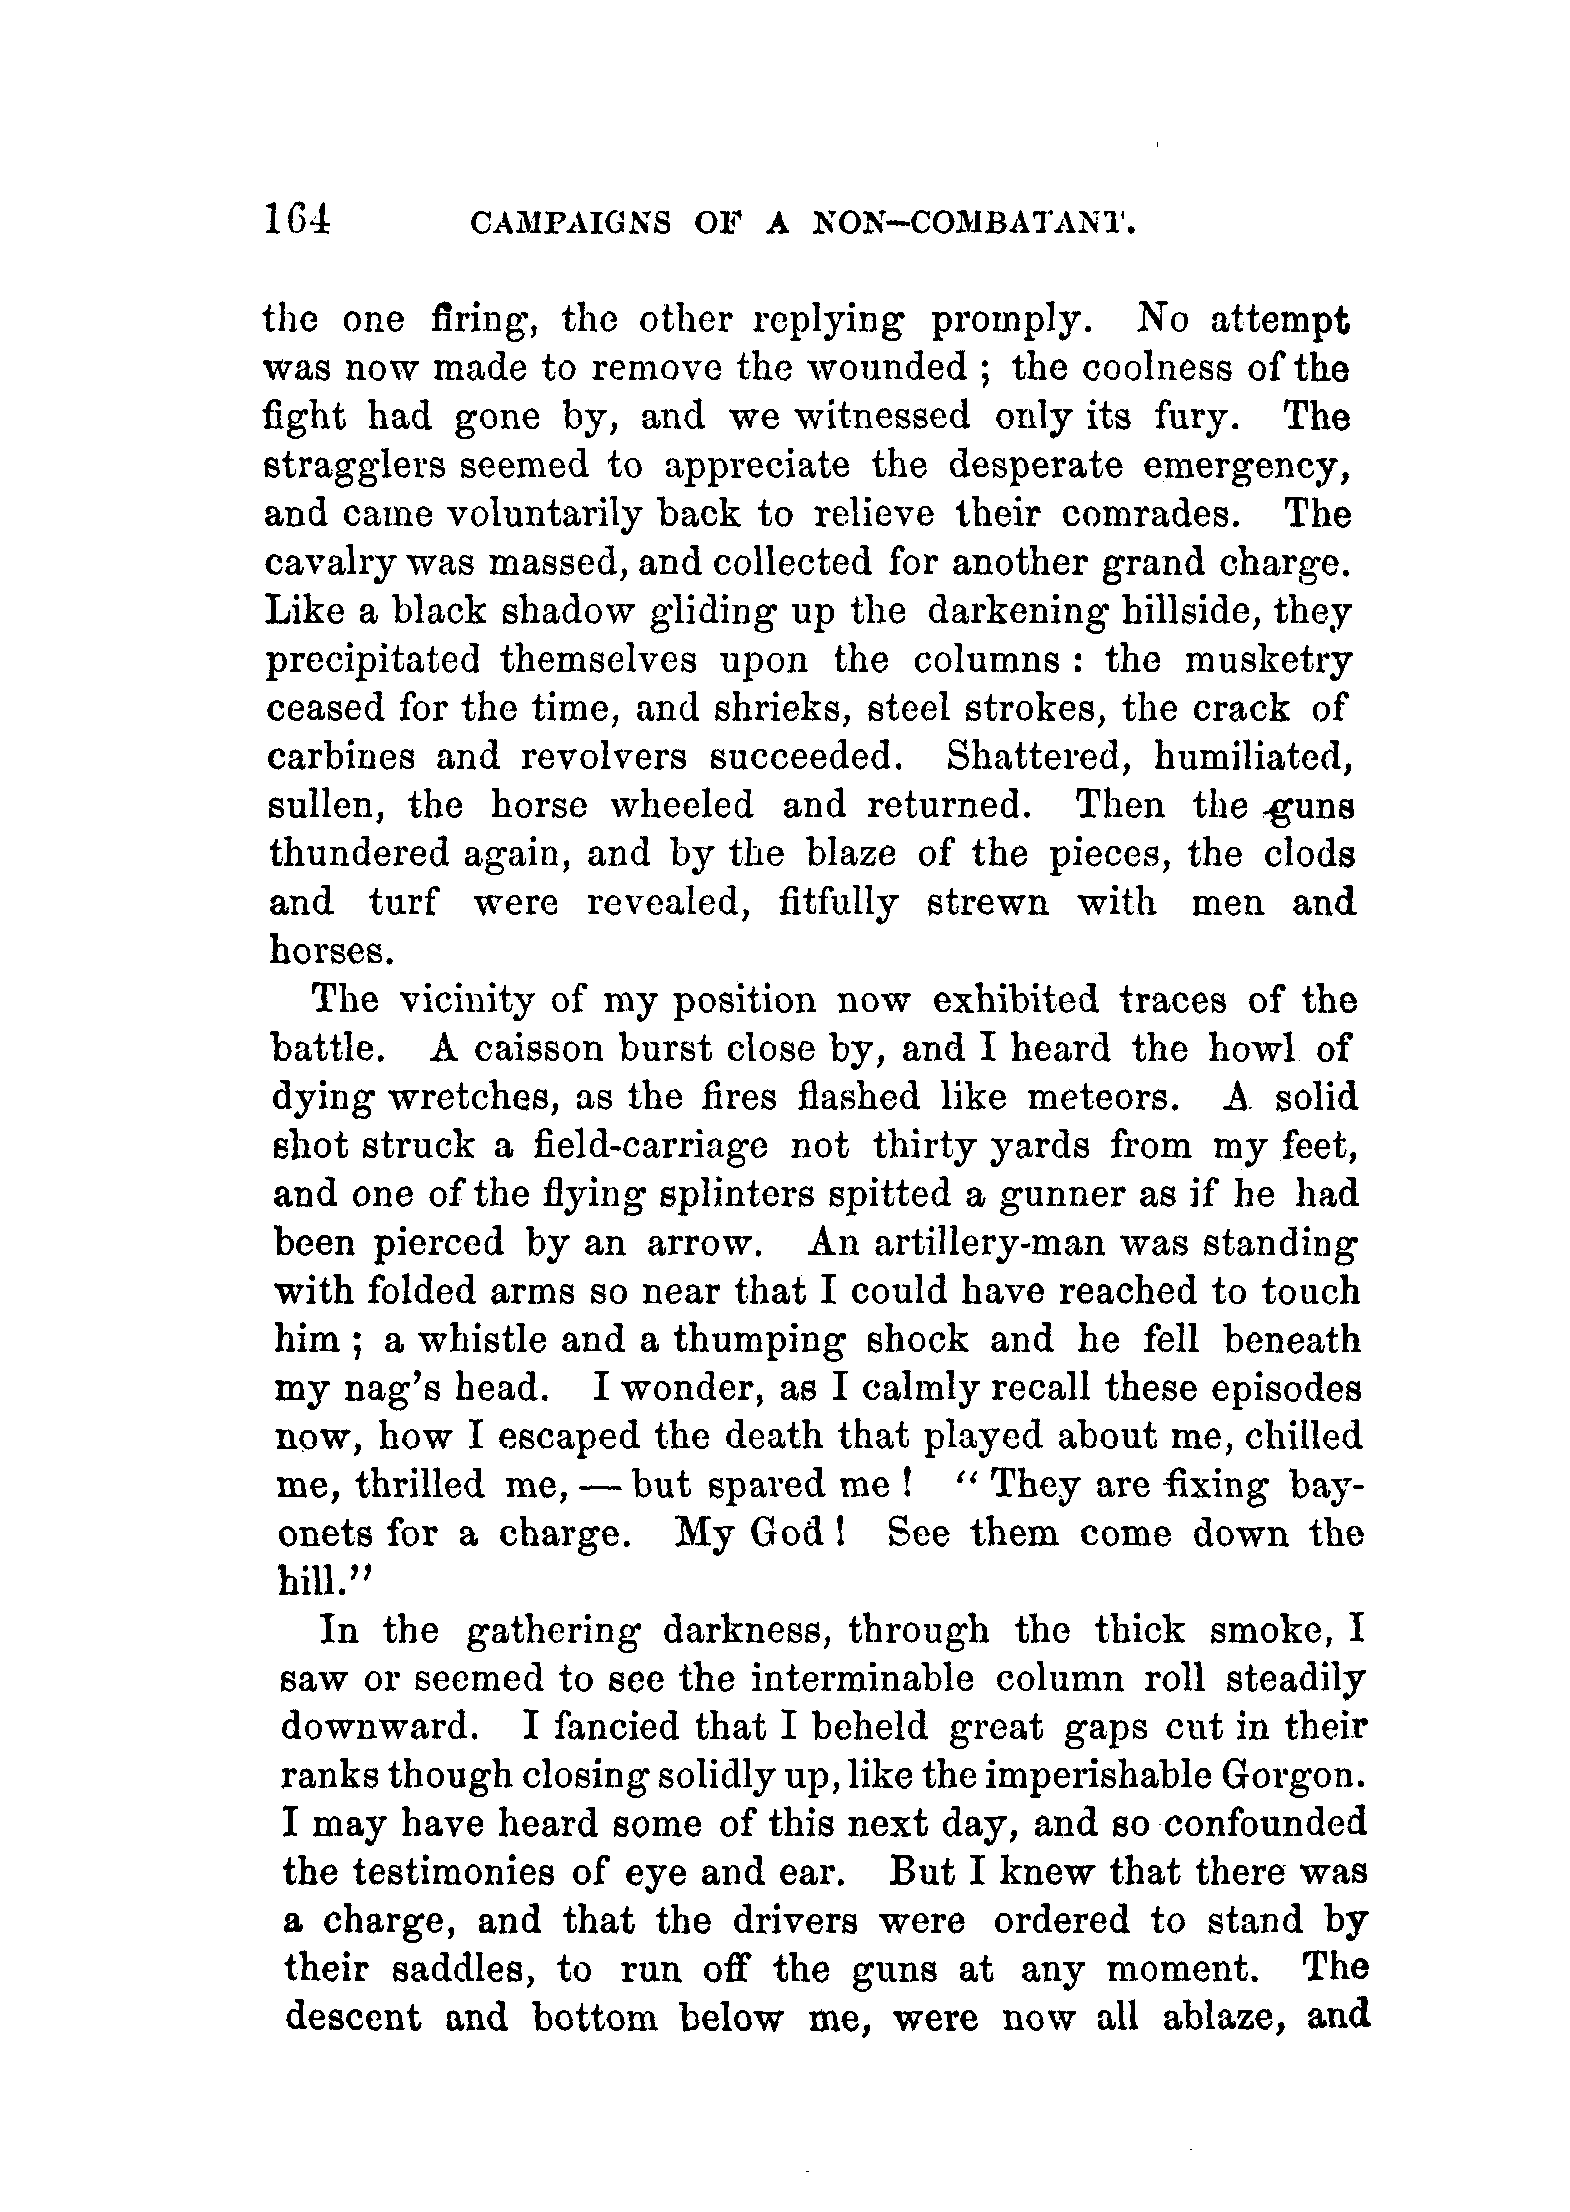 164 CAMPAIGNS OF A NON-COMBATANT.
the one firing, the other replying promply. No attempt
was now made to remove the wounded ; the coolness of the
fight had gone by, and we witnessed only its fury. The
stragglers seemed to appreciate the desperate emergency,
and came voluntarily back to relieve their comrades. The
cavalry was massed, and collected for another grand charge.
Like a black shadow gliding up the darkening hillside, they
precipitated themselves upon the columns : the musketry
ceased for the time, and shrieks, steel strokes, the crack of
carbines and revolvers succeeded. Shattered, humiliated,
sullen, the horse wheeled and returned. Then the guns
thundered again, and by the blaze of the pieces, the clods
and turf were revealed, fitfully strewn with men and
horses.
The vicinity of my position now exhibited traces of the
battle. A caisson burst close by, and I heard the howl of
dying wretches, as the fires flashed like meteors. A solid
shot struck a field-carriage not thirty yards from my feet,
and one of the flying splinters spitted a gunner as if he had
been pierced by an arrow. An artillery-man was standing
with folded arms so near that I could have reached to touch
him ; a whistle and a thumping shock and he fell beneath
my nag's head. I wonder, as I calmly recall these episodes
now, how I escaped the death that played about me, chilled
me, thrilled me, — but spared me ! " They are fixing bay-
onets for a charge. My God ! See them come down the
hill."
In the gathering darkness, through the thick smoke, I
saw or seemed to see the interminable column roll steadily
downward. I fancied that I beheld great gaps cut in their
ranks though closing solidly up, like the imperishable Gorgon.
I may have heard some of this next day, and so confounded
the testimonies of eye and ear. But I knew that there was
a charge, and that the drivers were ordered to stand by
their saddles, to run off the guns at any moment. The
descent and bottom below me, were now all ablaze, and